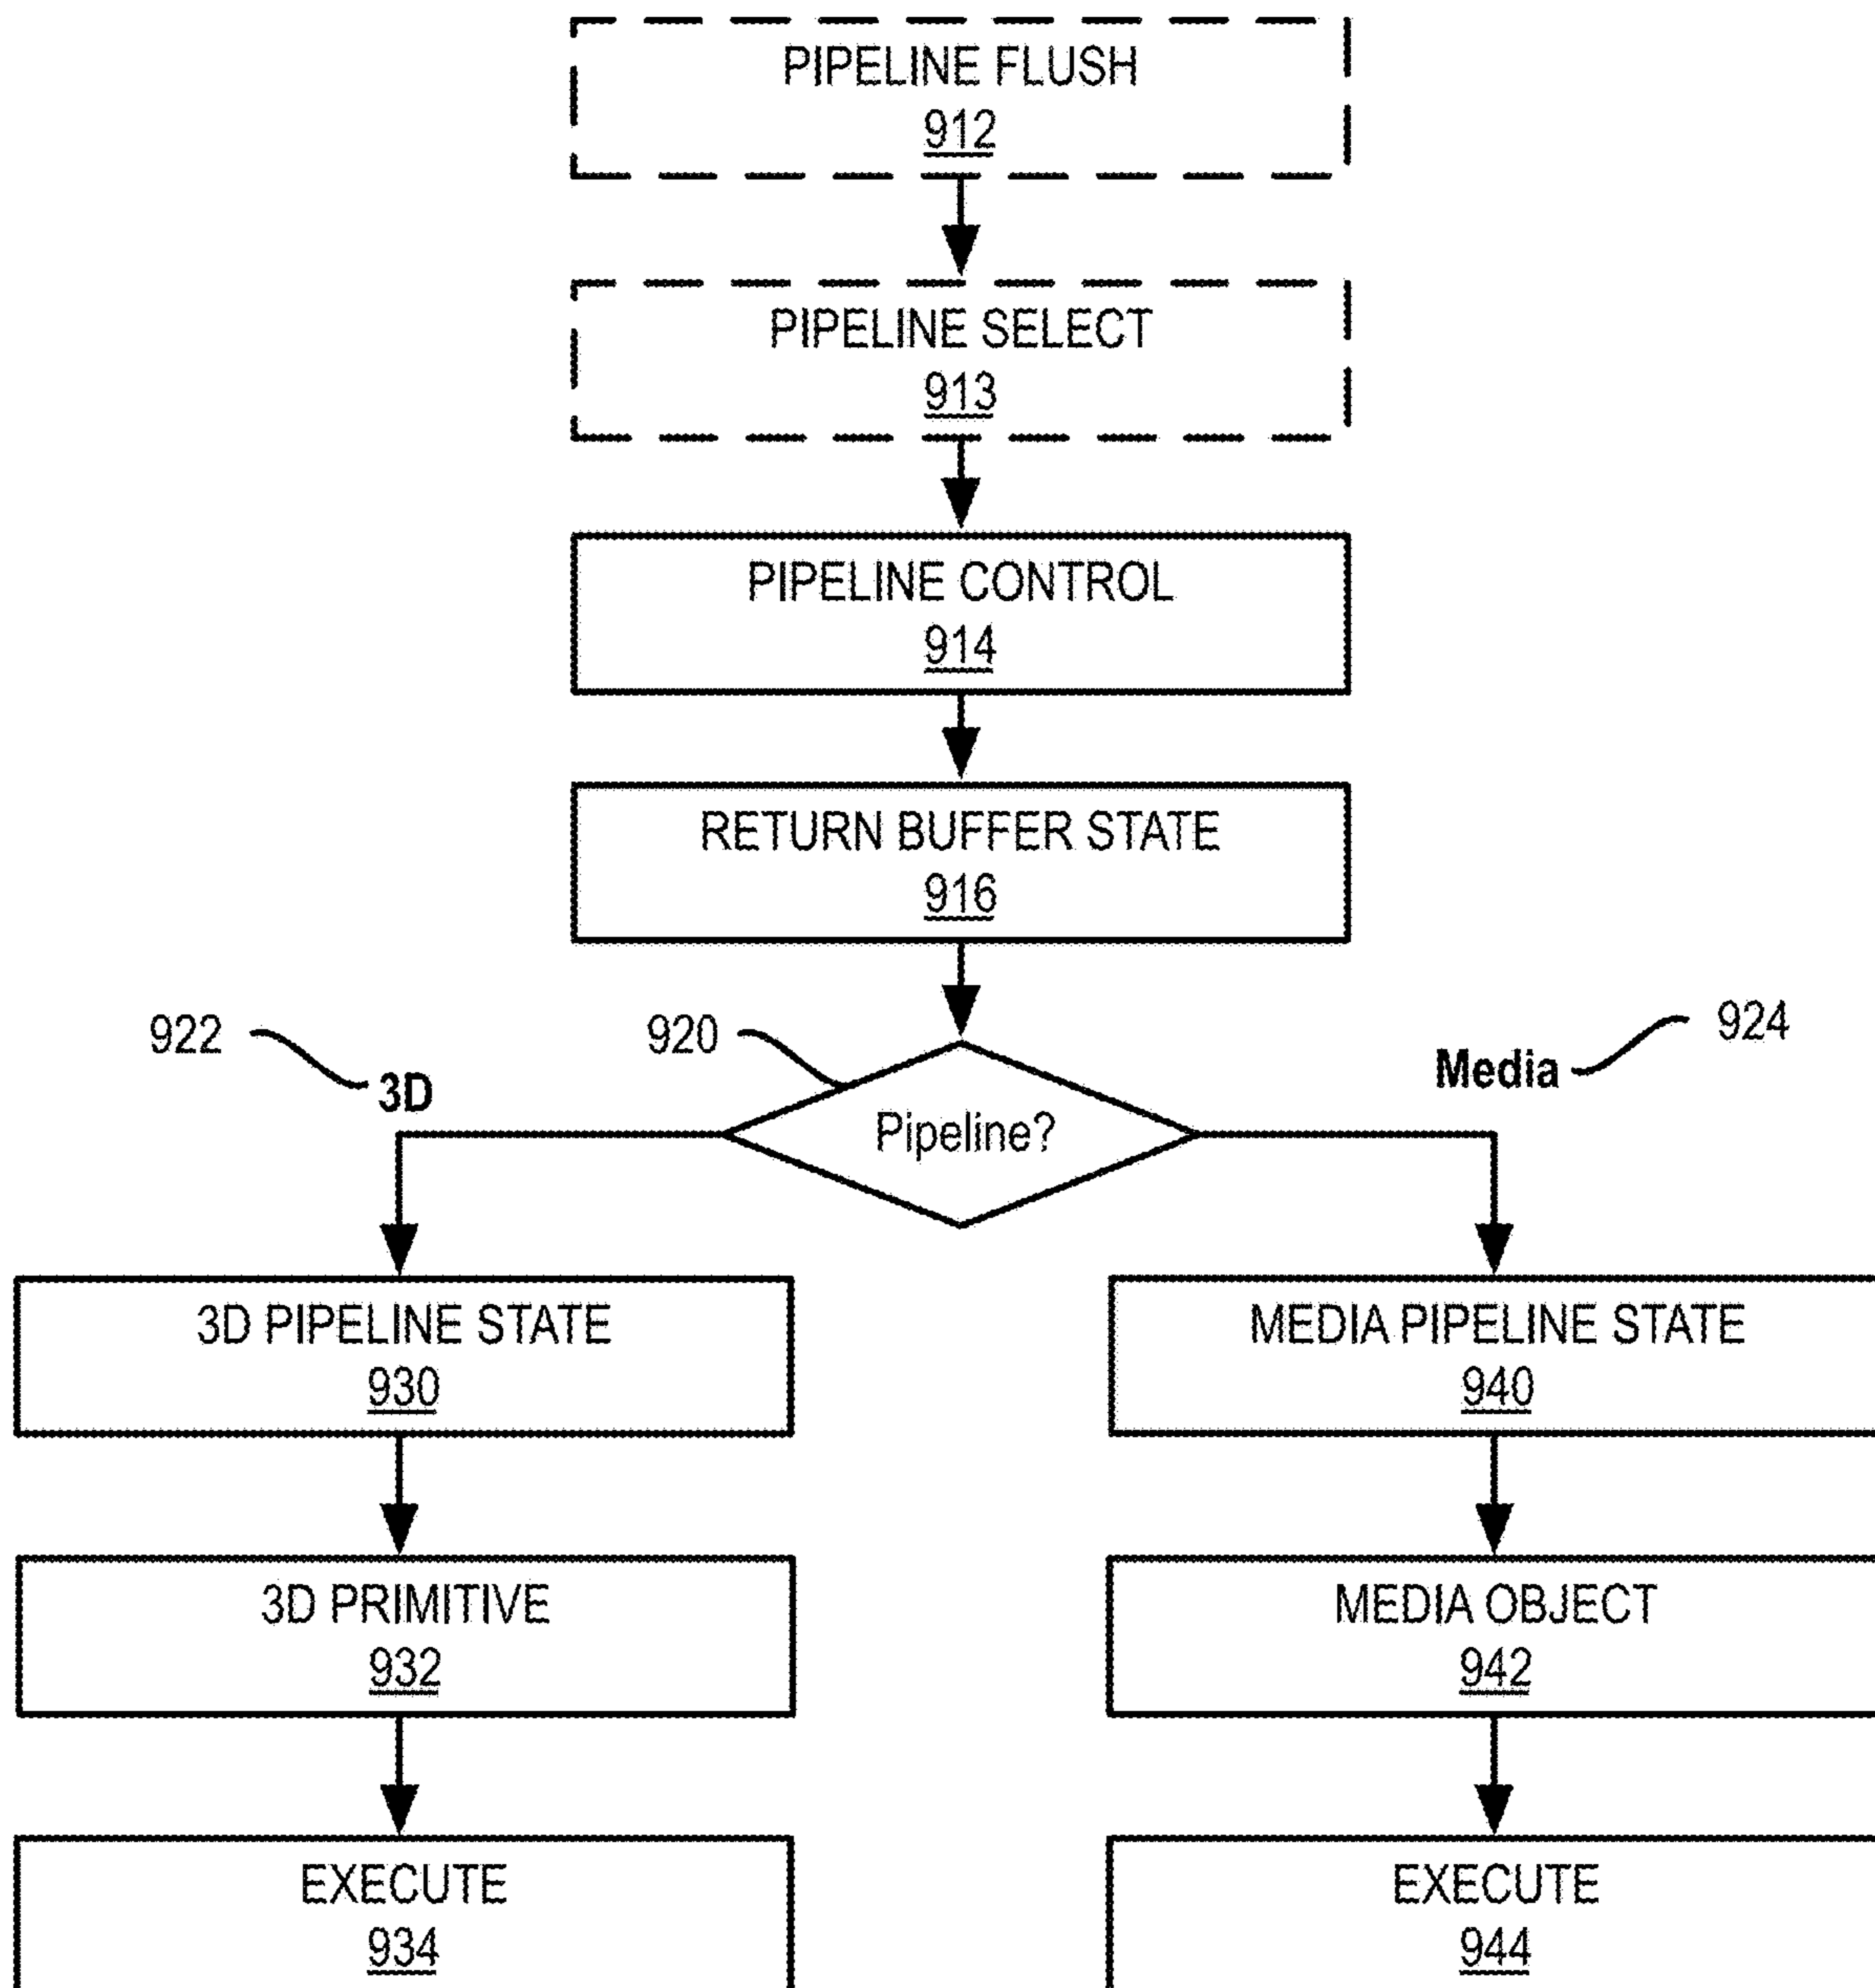 PIPELINE FLUSH
912
PIPELINE SELECT
913
PIPELINE CONTROL
914
RETURN BUFFER STATE
916
922
920
924
3D
Media
Pipeline?
3D PIPELINE STATE
930
MEDIA PIPELINE STATE
940
3D PRIMITIVE
932
MEDIA OBJECT
942
EXECUTE
934
EXECUTE
944